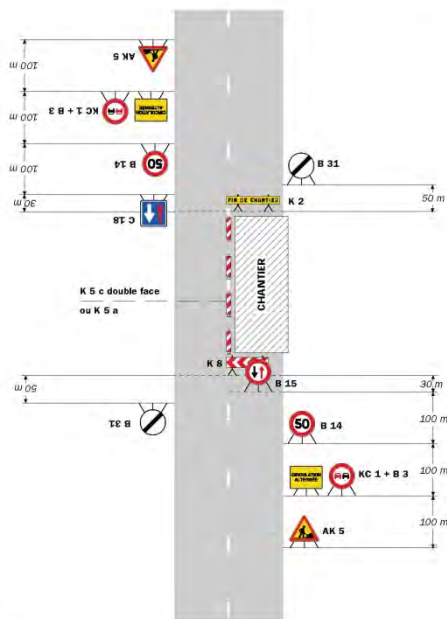 AK 5
100 m
KC 1 + B 3
CIRCULATION
ALTERNÉE
100 m
B 14
50
B 31
100 m
C 18
30 m
FIN DE CHANTIER
K 2
50 m
CHANTIER
K 5 c double face
ou K 5 a
K 8
B 15
50 m
30 m
B 31
50
B 14
100 m
CIRCULATION
ALTERNÉE
KC 1 + B 3
100 m
AK 5
100 m